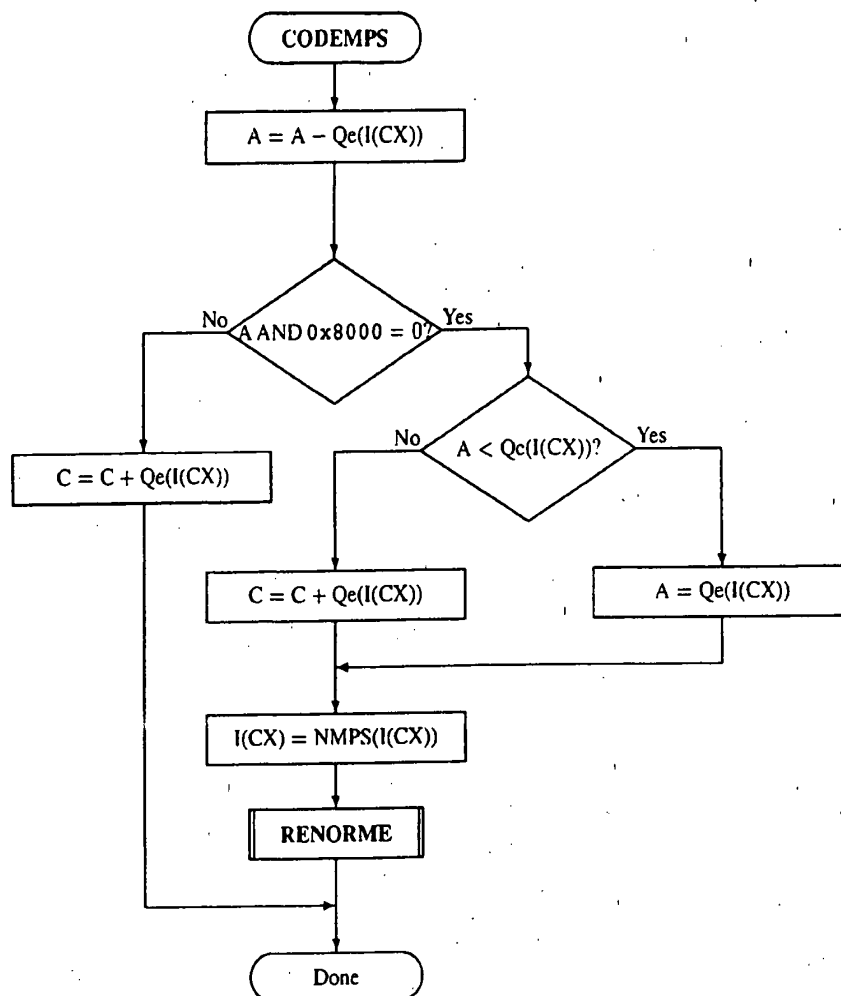 CODEMPS
A = A − Qe(I(CX))
No
A AND 0x8000 = 0?
Yes
No
A < Qe(I(CX))?
Yes
C = C + Qe(I(CX))
C = C + Qe(I(CX))
A = Qe(I(CX))
I(CX) = NMPS(I(CX))
RENORME
Done